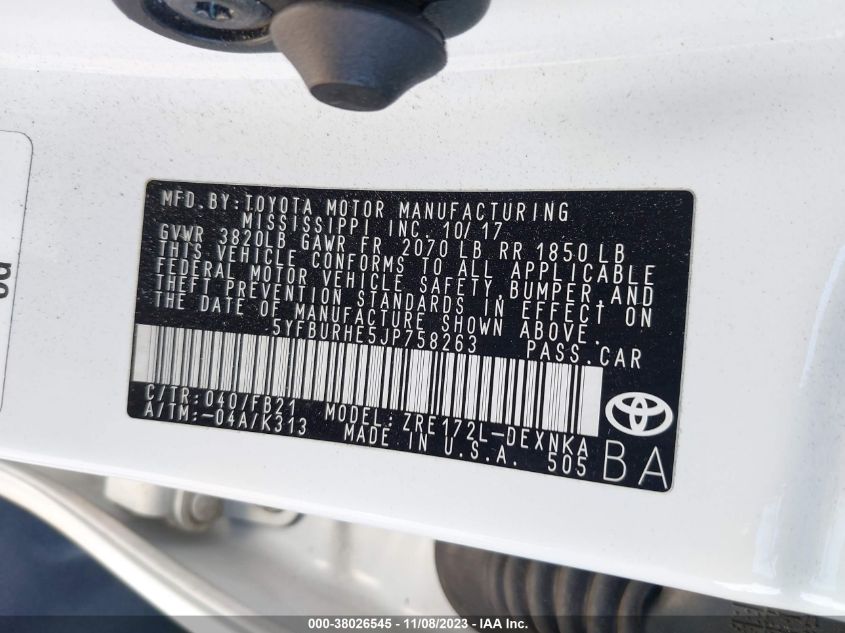 MFD. BY: TOYOTA MOTOR MANUFACTURING
MISSISSIPPI INC. 10/17
GVWR 3820LB GAWR FR 2070 LB RR 1850 LB
THIS VEHICLE CONFORMS TO ALL APPLICABLE
FEDERAL MOTOR VEHICLE SAFETY, BUMPER, AND
THEFT PREVENTION STANDARDS IN EFFECT ON
THE DATE OF MANUFACTURE SHOWN ABOVE.
5YFBURHE5JP758263 PASS. CAR
C/TR: 040/FB21 MODEL: ZRE172L-DEXNKA
A/TM: -04A/K313 MADE IN U.S.A. 505
BA
000-38026545 - 11/08/2023 - © IAA Inc.